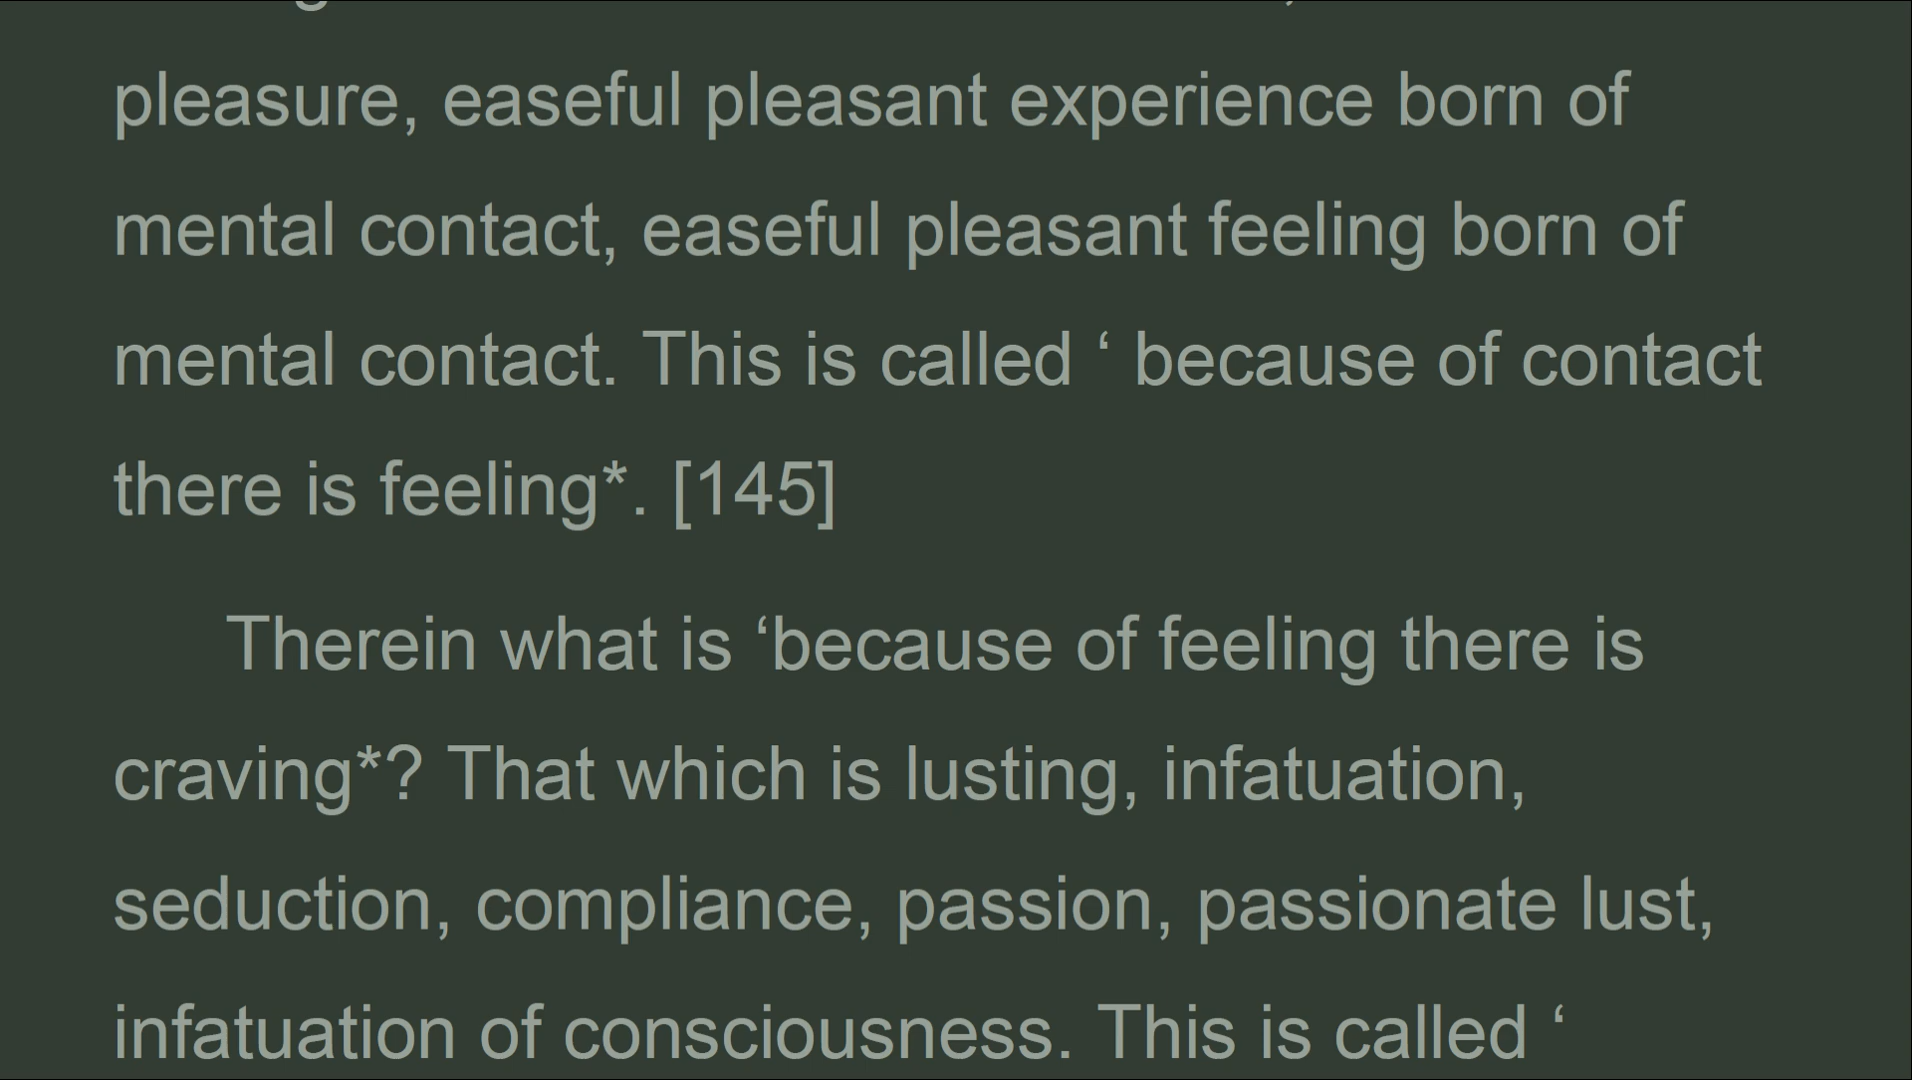 pleasure, easeful pleasant experience born of
mental contact, easeful pleasant feeling born of
mental contact. This is called ‘ because of contact
there is feeling*. [145]
Therein what is ‘because of feeling there is
craving*? That which is lusting, infatuation,
seduction, compliance, passion, passionate lust,
infatuation of consciousness. This is called ‘